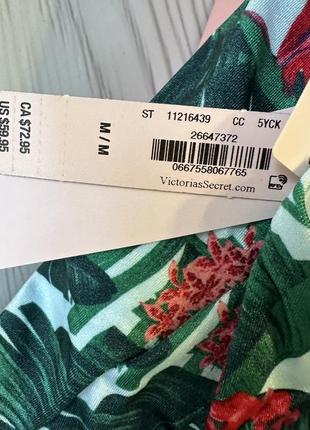 ST 11216439 CC 5YCK
26647372
0667558067765
VictoriasSecret.com
M / M
CA $72.95
US $59.95